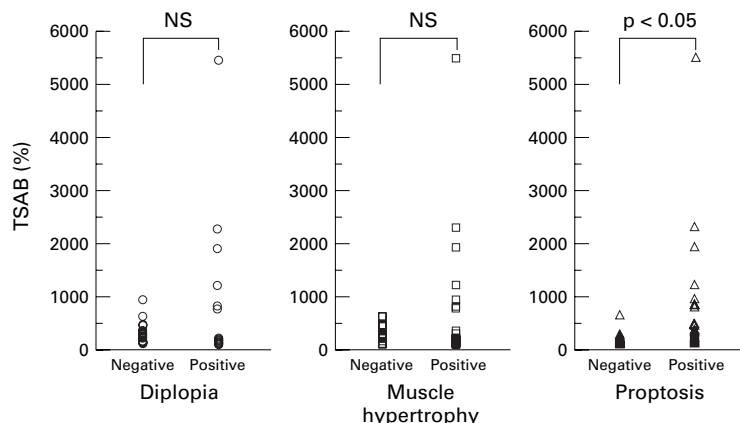 NS
NS
p < 0.05
TSAB (%)
6000
5000
4000
3000
2000
1000
0
Negative
Positive
Diplopia
6000
5000
4000
3000
2000
1000
0
Negative
Positive
Muscle
hypertrophy
6000
5000
4000
3000
2000
1000
0
Negative
Positive
Proptosis